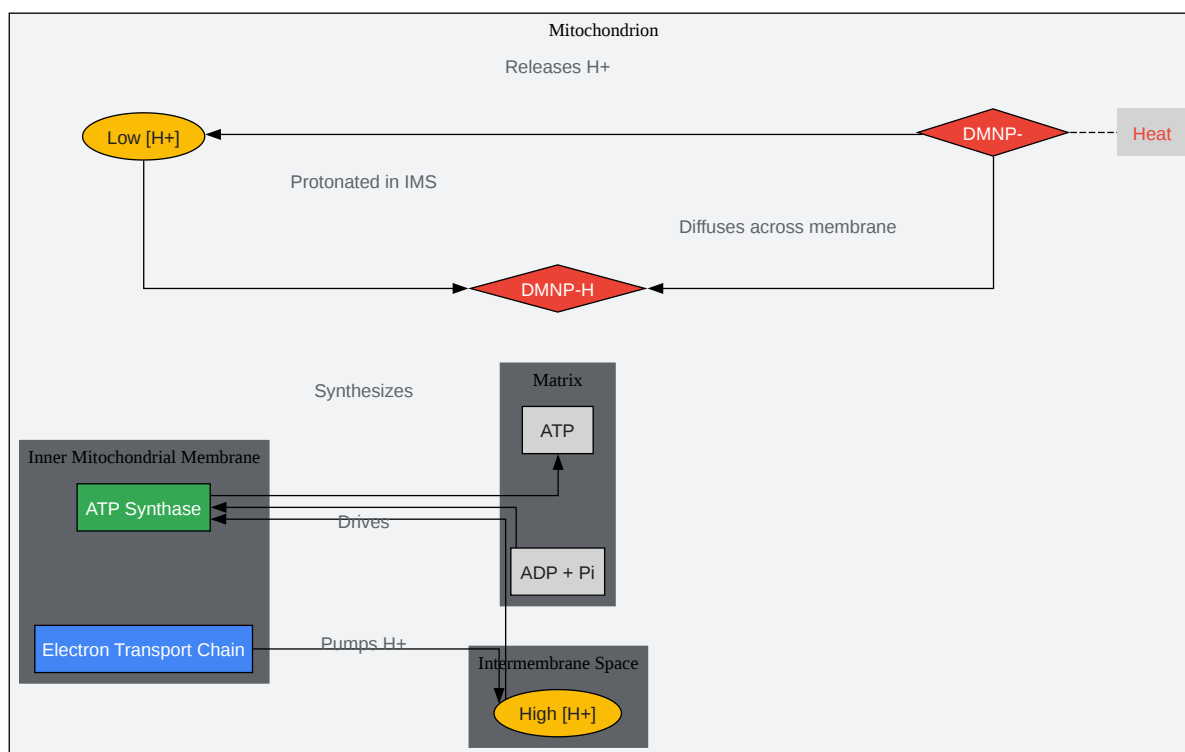 Mitochondrion
Releases H+
Low [H+]
DMNP-
Heat
Protonated in IMS
Diffuses across membrane
DMNP-H
Matrix
Synthesizes
ATP
Inner Mitochondrial Membrane
ATP Synthase
Drives
ADP + Pi
Electron Transport Chain
Pumps H+
Intermembrane Space
High [H+]